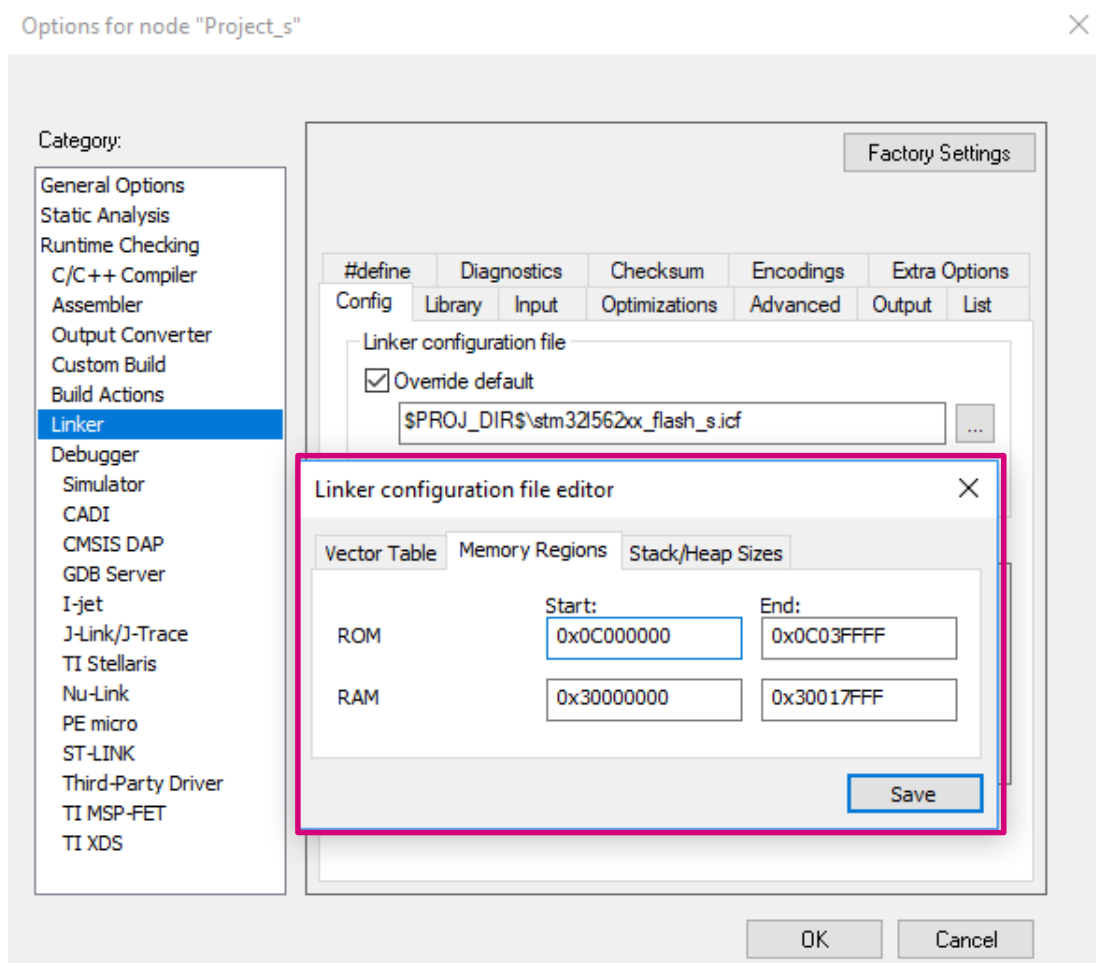 Options for node "Project_s"
Category:
General Options
Static Analysis
Runtime Checking
C/C++ Compiler
Assembler
Output Converter
Custom Build
Build Actions
Linker
Debugger
Simulator
CADI
CMSIS DAP
GDB Server
I-jet
J-Link/J-Trace
TI Stellaris
Nu-Link
PE micro
ST-LINK
Third-Party Driver
TI MSP-FET
TI XDS
Factory Settings
#define Diagnostics Checksum Encodings Extra Options
Config Library Input Optimizations Advanced Output List
Linker configuration file
Override default
$PROJ_DIR$\stm32l562xx_flash_s.icf
...
Linker configuration file editor
Vector Table Memory Regions Stack/Heap Sizes
Start: End:
ROM 0x0C000000 0x0C03FFFF
RAM 0x30000000 0x30017FFF
Save
OK Cancel